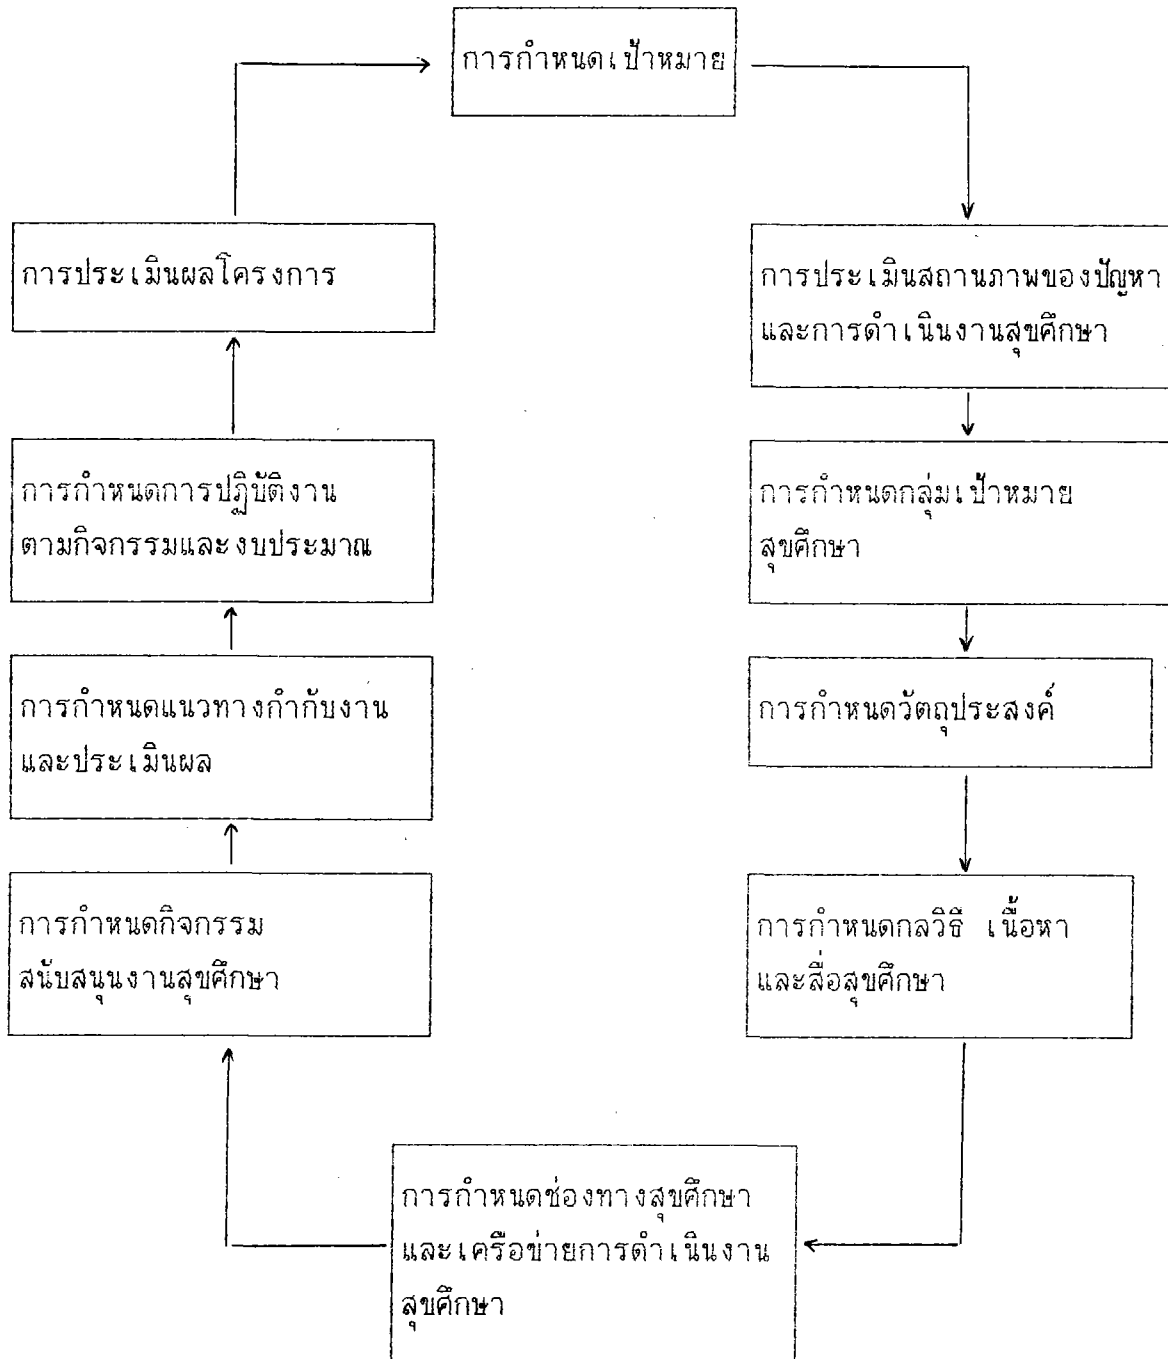 การกำหนดเป้าหมาย
การประเมินสถานภาพของปัญหา
และการดำเนินงานสุขศึกษา
การกำหนดกลุ่มเป้าหมาย
สุขศึกษา
การกำหนดวัตถุประสงค์
การกำหนดกลวิธี เนื้อหา
และสื่อสุขศึกษา
การกำหนดช่องทางสุขศึกษา
และเครือข่ายการดำเนินงาน
สุขศึกษา
การกำหนดกิจกรรม
สนับสนุนงานสุขศึกษา
การกำหนดแนวทางกำกับงาน
และประเมินผล
การกำหนดการปฏิบัติงาน
ตามกิจกรรมและงบประมาณ
การประเมินผลโครงการ